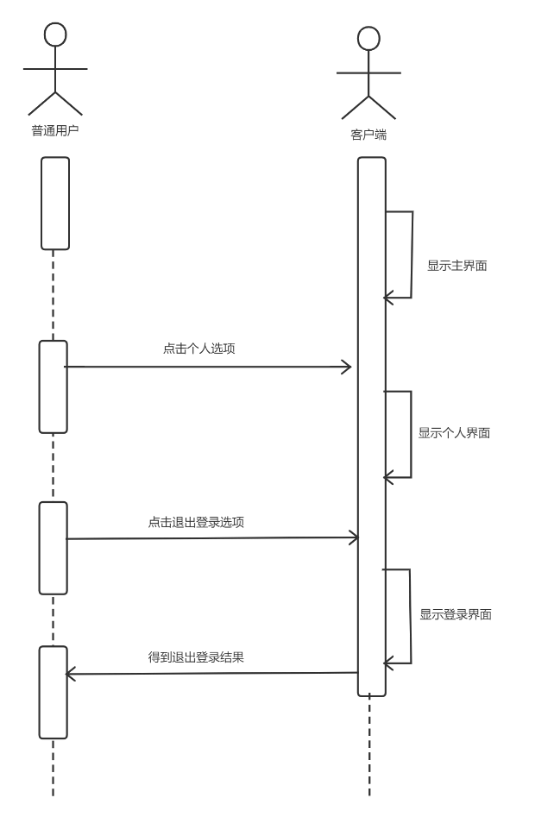 普通用户
客户端
显示主界面
点击个人选项
显示个人界面
点击退出登录选项
显示登录界面
得到退出登录结果